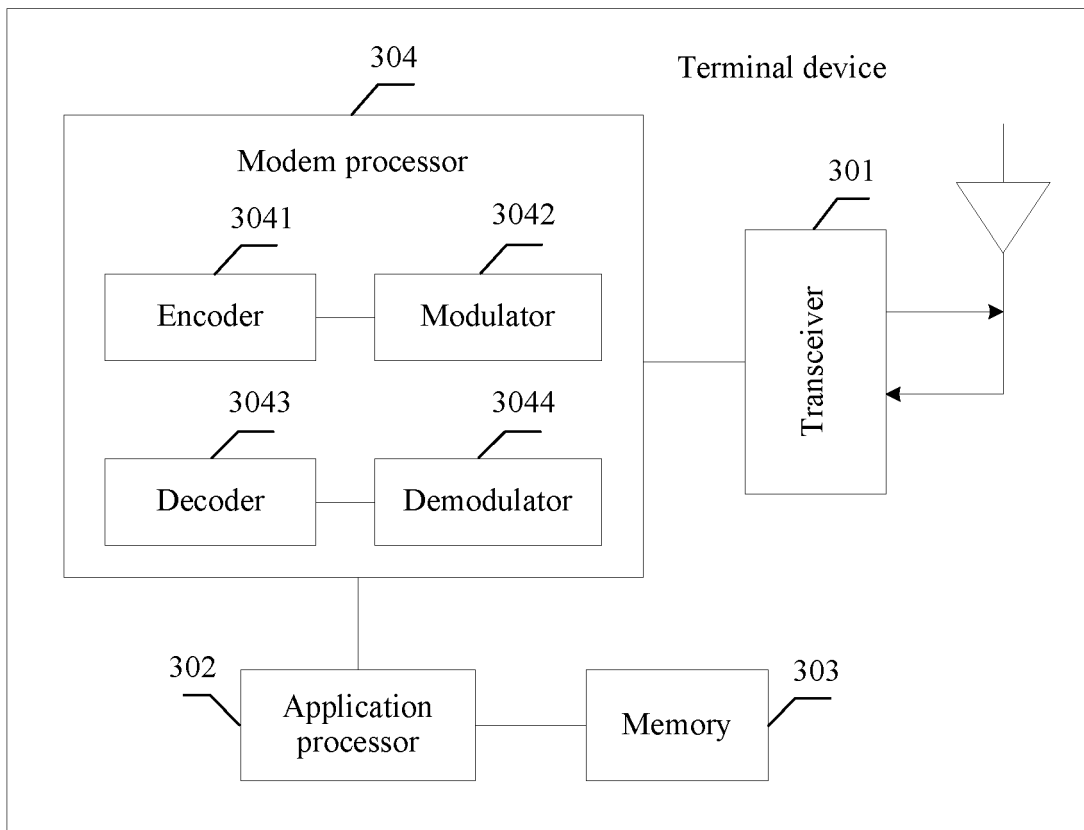 304
Terminal device
Modem processor
301
3041
3042
Encoder
Modulator
Transceiver
3043
3044
Decoder
Demodulator
302
303
Application
processor
Memory